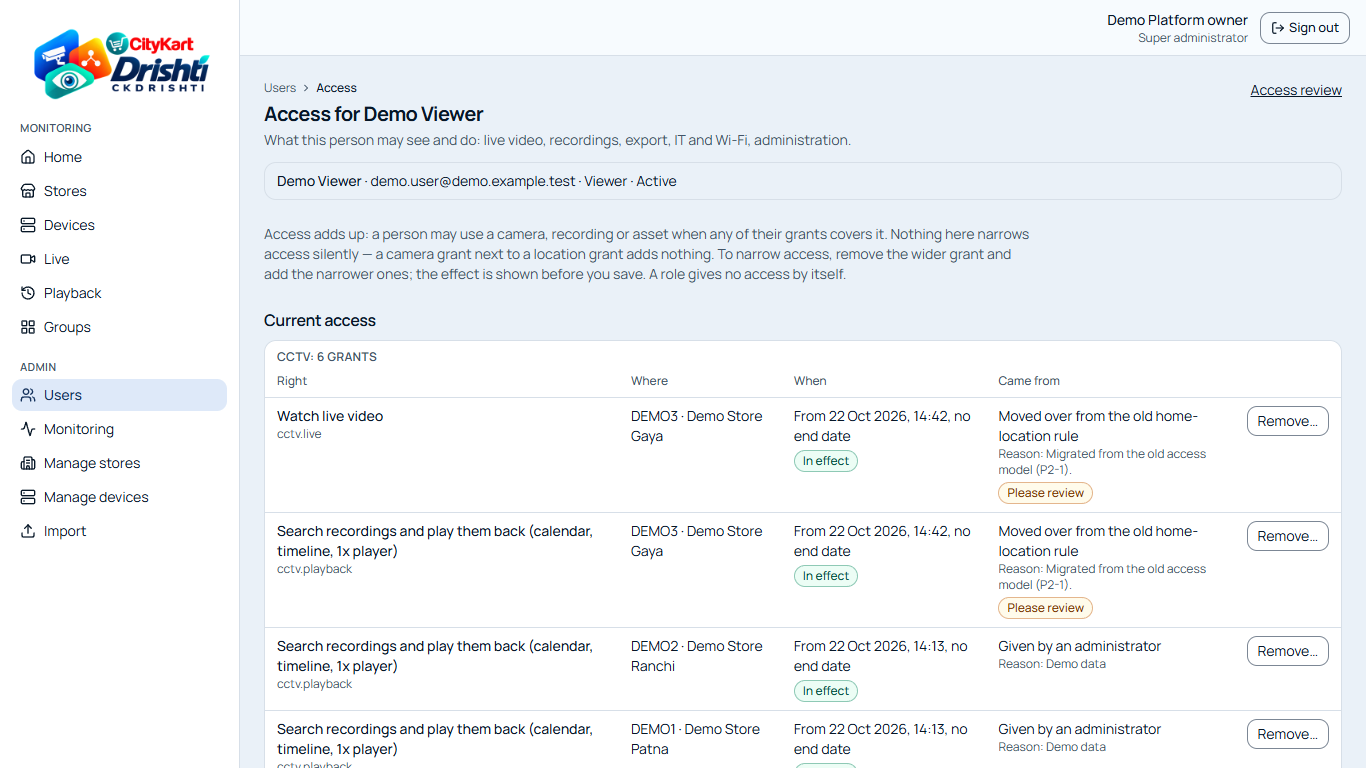 CityKart
Drishti
CKDRISHTI
MONITORING
Home
Stores
Devices
Live
Playback
Groups
ADMIN
Users
Monitoring
Manage stores
Manage devices
Import
Demo Platform owner
Super administrator
Sign out
Users > Access
Access review
Access for Demo Viewer
What this person may see and do: live video, recordings, export, IT and Wi-Fi, administration.
Demo Viewer · demo.user@demo.example.test · Viewer · Active
Access adds up: a person may use a camera, recording or asset when any of their grants covers it. Nothing here narrows
access silently — a camera grant next to a location grant adds nothing. To narrow access, remove the wider grant and
add the narrower ones; the effect is shown before you save. A role gives no access by itself.
Current access
CCTV: 6 GRANTS
Right Where When Came from
Watch live video
cctv.live
DEMO3 · Demo Store
Gaya
From 22 Oct 2026, 14:42, no
end date
In effect
Moved over from the old home-
location rule
Reason: Migrated from the old access
model (P2-1).
Please review
Remove...
Search recordings and play them back (calendar,
timeline, 1x player)
cctv.playback
DEMO3 · Demo Store
Gaya
From 22 Oct 2026, 14:42, no
end date
In effect
Moved over from the old home-
location rule
Reason: Migrated from the old access
model (P2-1).
Please review
Remove...
Search recordings and play them back (calendar,
timeline, 1x player)
cctv.playback
DEMO2 · Demo Store
Ranchi
From 22 Oct 2026, 14:13, no
end date
In effect
Given by an administrator
Reason: Demo data
Remove...
Search recordings and play them back (calendar,
timeline, 1x player)
cctv.playback
DEMO1 · Demo Store
Patna
From 22 Oct 2026, 14:13, no
end date
Given by an administrator
Reason: Demo data
Remove...